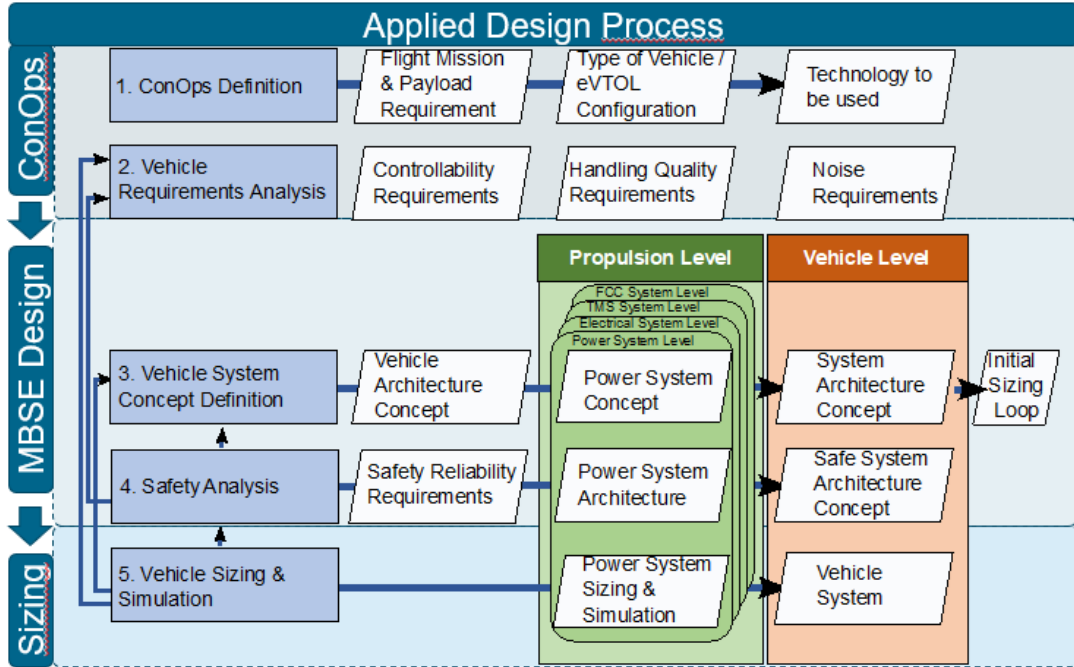 Applied Design Process
ConOps
1. ConOps Definition
Flight Mission
& Payload
Requirement
Type of Vehicle /
eVTOL
Configuration
Technology to
be used
2. Vehicle
Requirements Analysis
Controllability
Requirements
Handling Quality
Requirements
Noise
Requirements
MBSE Design
Propulsion Level
Vehicle Level
FCC System Level
TMS System Level
Electrical System Level
Power System Level
3. Vehicle System
Concept Definition
Vehicle
Architecture
Concept
Power System
Concept
System
Architecture
Concept
Initial
Sizing
Loop
4. Safety Analysis
Safety Reliability
Requirements
Power System
Architecture
Safe System
Architecture
Concept
Sizing
5. Vehicle Sizing &
Simulation
Power System
Sizing &
Simulation
Vehicle
System